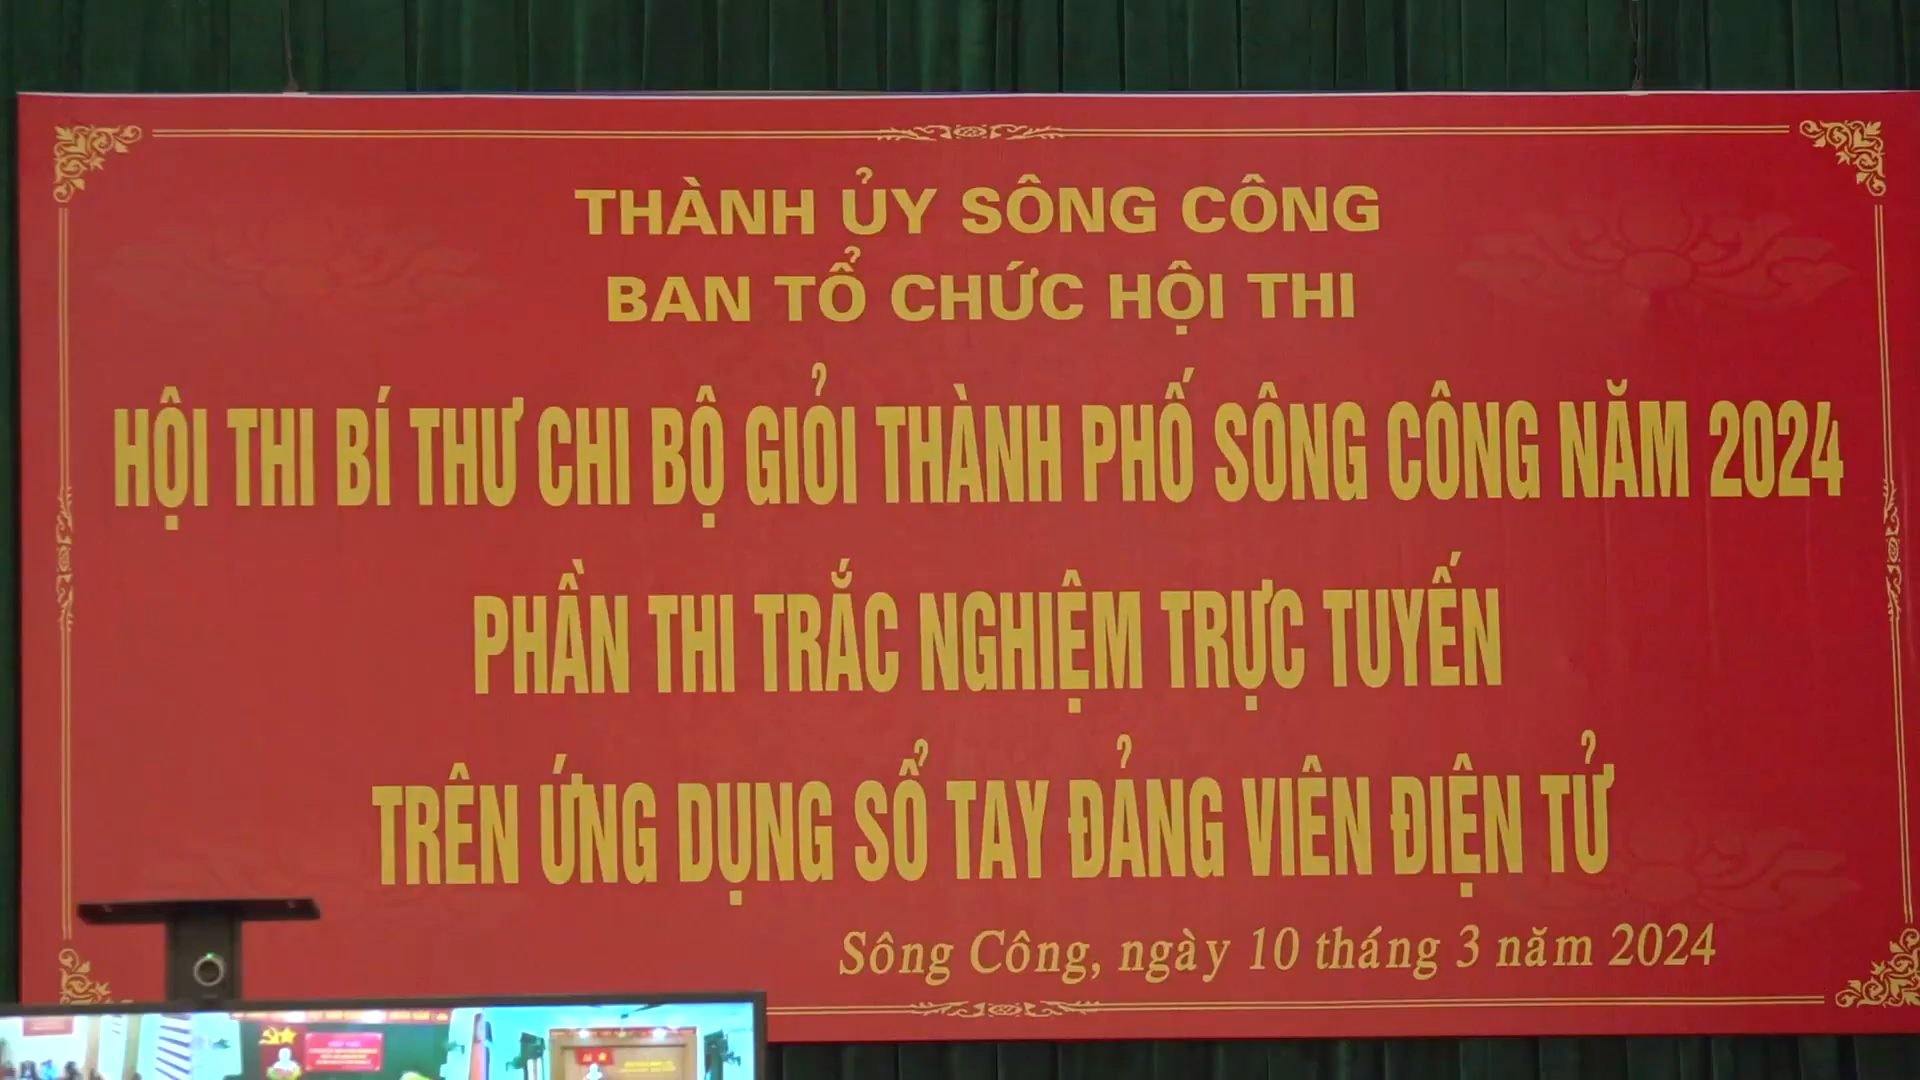 THÀNH ỦY SÔNG CÔNG
BAN TỔ CHỨC HỘI THI
HỘI THI BÍ THƯ CHI BỘ GIỎI THÀNH PHỐ SÔNG CÔNG NĂM 2024
PHẦN THI TRẮC NGHIỆM TRỰC TUYẾN
TRÊN ỨNG DỤNG SỔ TAY ĐẢNG VIÊN ĐIỆN TỬ
Sông Công, ngày 10 tháng 3 năm 2024